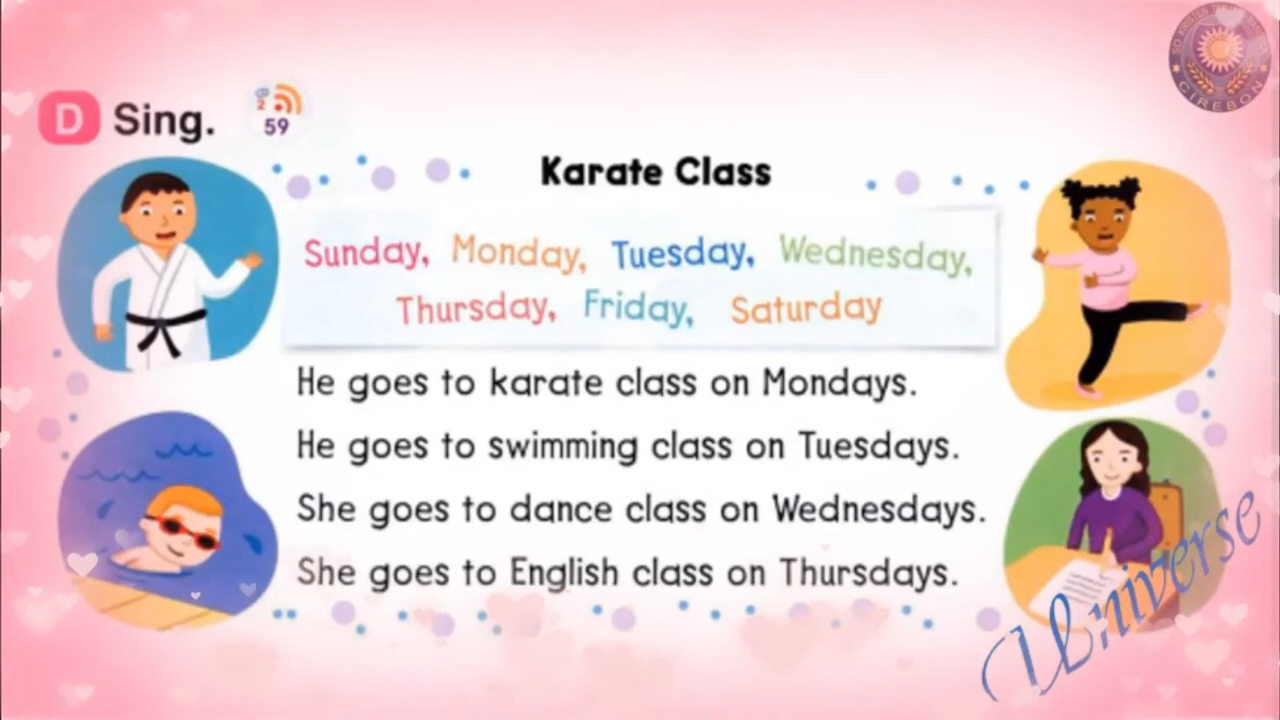 D Sing.
2
59
Karate Class
Sunday, Monday, Tuesday, Wednesday,
Thursday, Friday, Saturday
He goes to karate class on Mondays.
He goes to swimming class on Tuesdays.
She goes to dance class on Wednesdays.
She goes to English class on Thursdays.
CIREBON
Universe